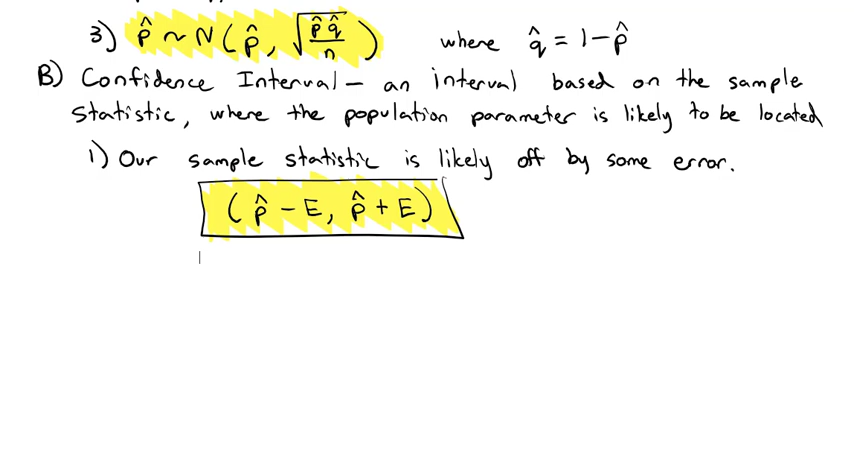 3) p̂ ~ N(p̂, √(p̂q̂/n)) where q̂ = 1-p̂
B) Confidence Interval - an interval based on the sample
statistic, where the population parameter is likely to be located
1) Our sample statistic is likely off by some error.
(p̂ - E, p̂ + E)